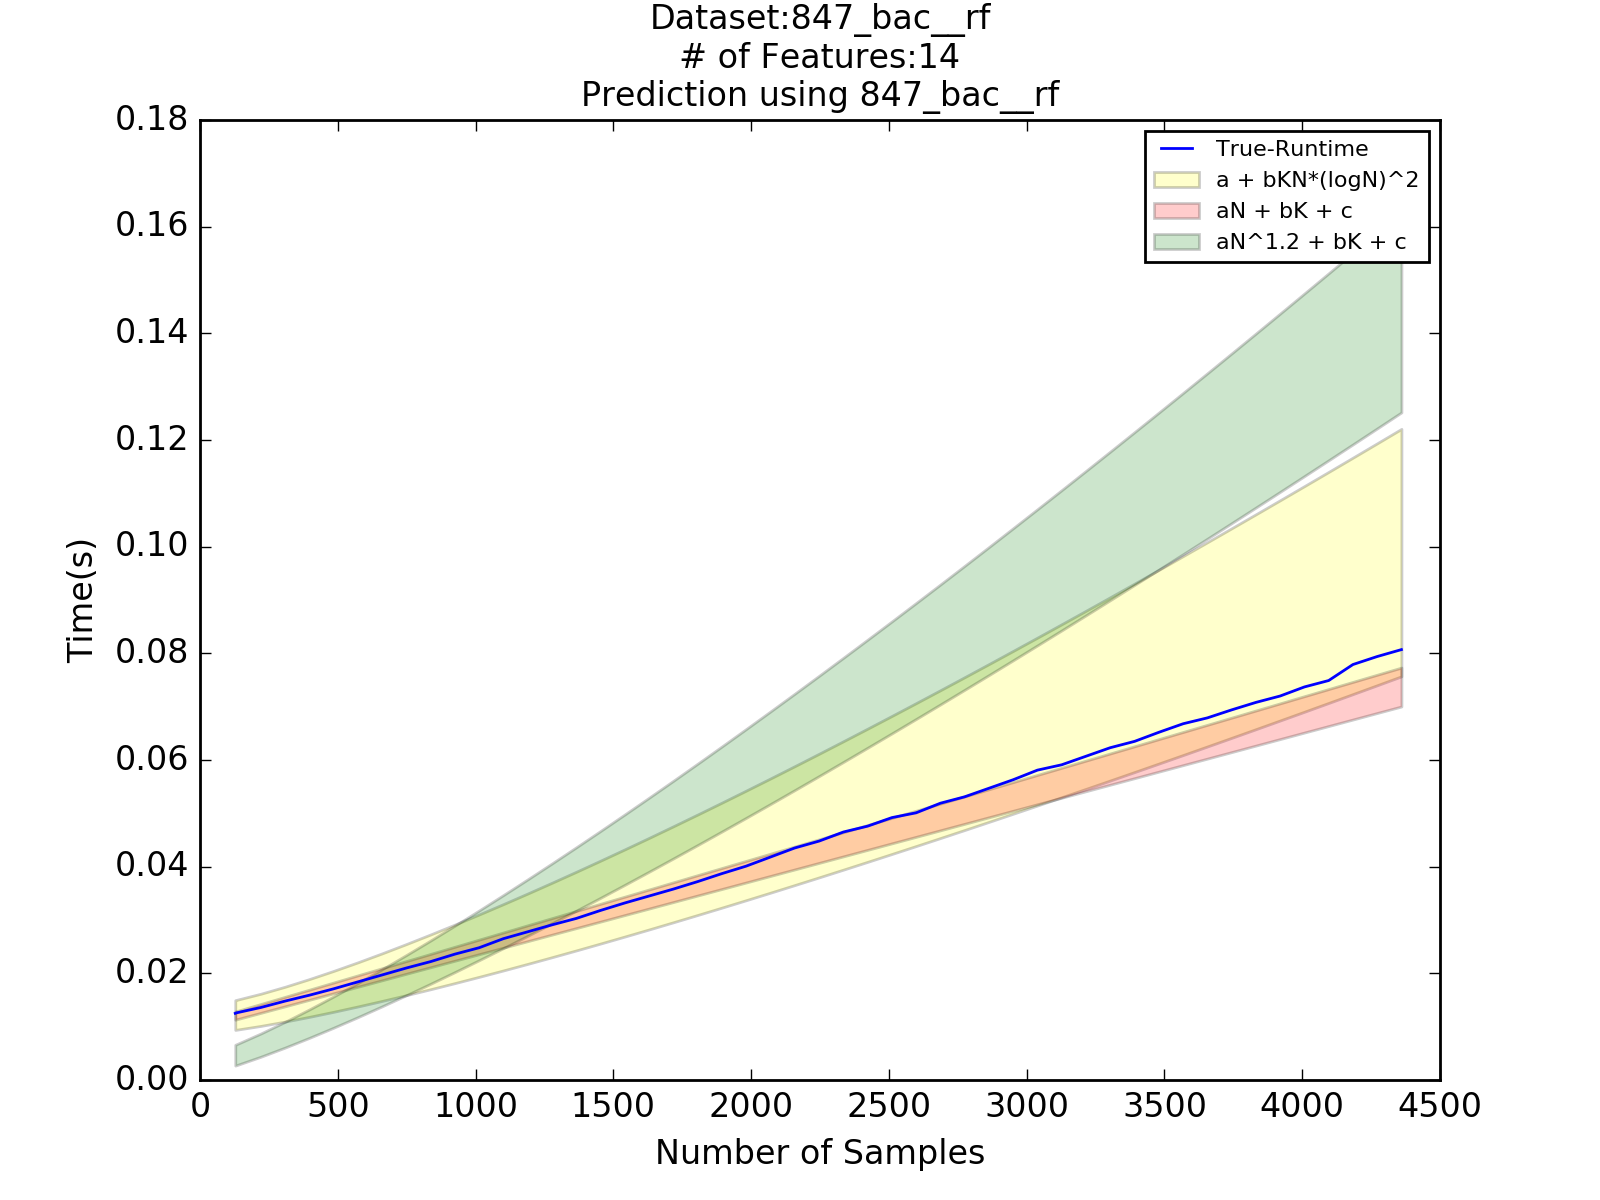 Dataset:847_bac__rf
# of Features:14
Prediction using 847_bac__rf
0.18
0.16
0.14
0.12
0.10
0.08
0.06
0.04
0.02
0.00
Time(s)
True-Runtime
a + bKN*(logN)^2
aN + bK + c
aN^1.2 + bK + c
0 500 1000 1500 2000 2500 3000 3500 4000 4500
Number of Samples